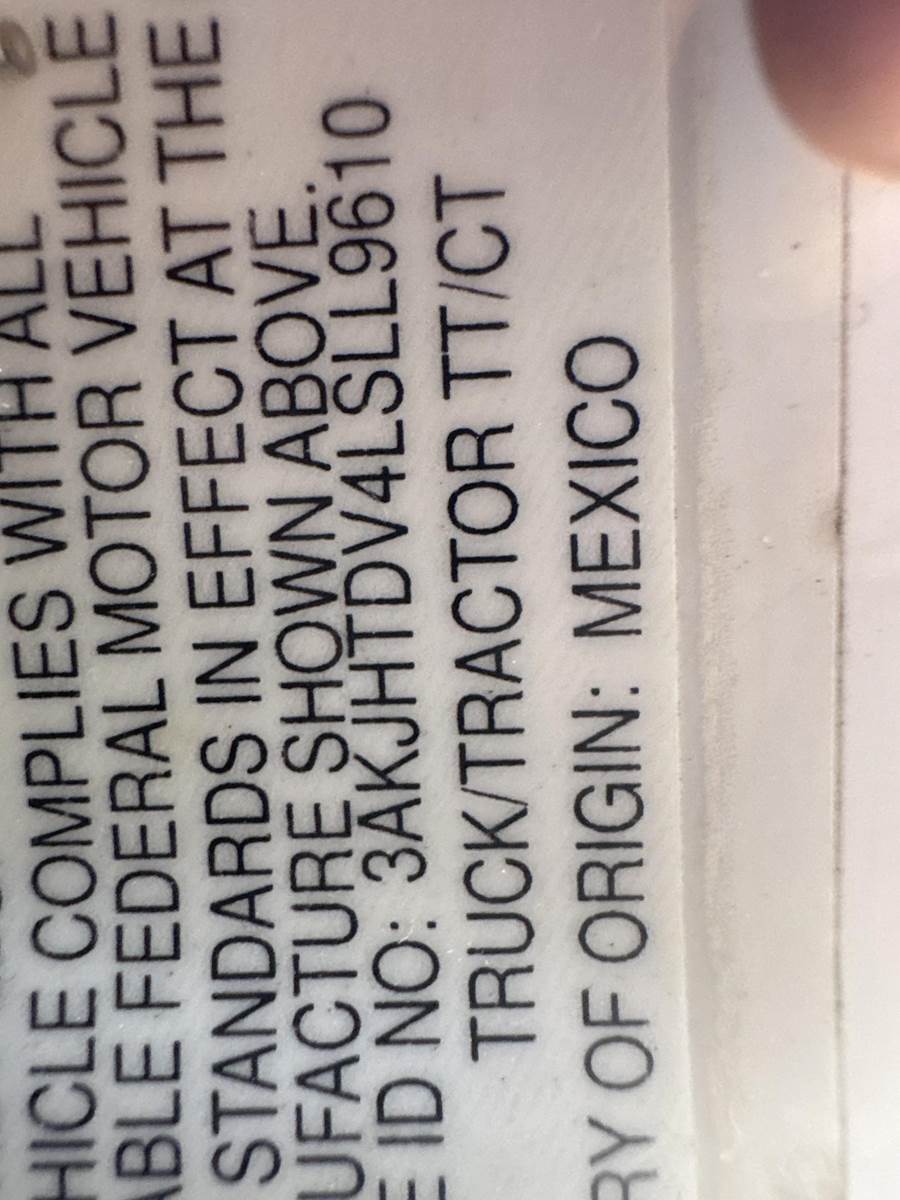 HICLE COMPLIES WITH ALL
ABLE FEDERAL MOTOR VEHICLE
STANDARDS IN EFFECT AT THE
UFACTURE SHOWN ABOVE.
E ID NO: 3AKJHTDV4LSLL9610
TRUCK/TRACTOR TT/CT
RY OF ORIGIN: MEXICO